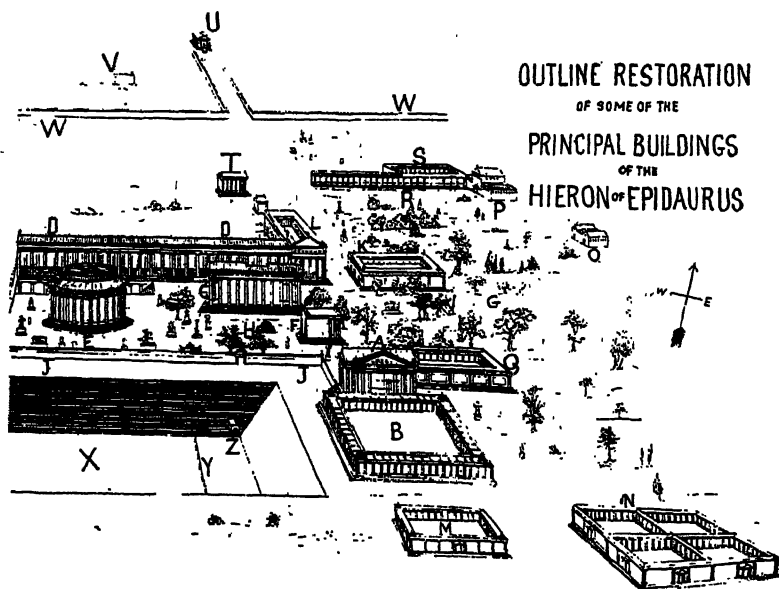 OUTLINE RESTORATION
OF SOME OF THE
PRINCIPAL BUILDINGS
OF THE
HIERON OF EPIDAURUS
U
V
W W
T S
R P
D D L
Q
W E
G G
E H F
A
J J G
B
X Y Z
M N